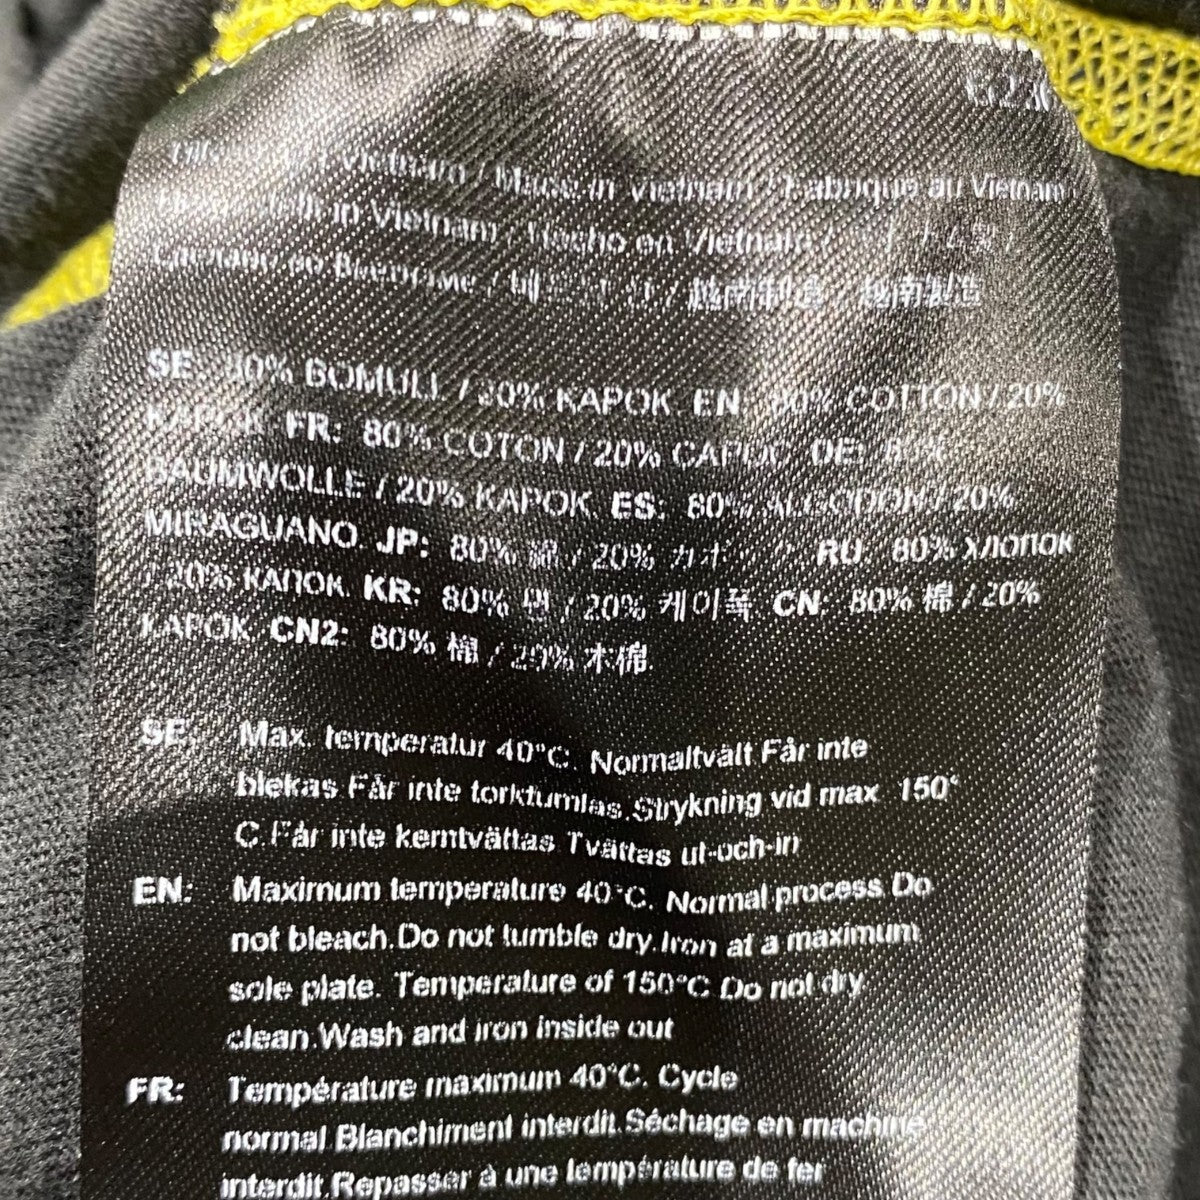 Vietnam / Made in Vietnam / Fabriqué au Vietnam
in Vietnam / Hecho en Vietnam /
/ 越南制造 / 越南製造
SE: BOMULL / 20% KAPOK EN: 80% COTTON / 20%
KAPOK FR: 80% COTON / 20% CAPOC DE: 80%
BAUMWOLLE / 20% KAPOK ES: 80% ALGODÓN / 20%
MIRAGUANO JP: 80% 綿 / 20% カポック RU: 80% ХЛОПОК
/ 20% КАПОК KR: 80% 면 / 20% 케이폭 CN: 80% 棉 / 20%
KAPOK CN2: 80% 棉 / 20% 木棉
SE: Max. temperatur 40°C. Normaltvätt Får inte
blekas Får inte torktumlas.Strykning vid max 150°
C.Får inte kemtvättas Tvättas ut-och-in
EN: Maximum temperature 40°C. Normal process Do
not bleach.Do not tumble dry.Iron at a maximum
sole plate. Temperature of 150°C Do not dry
clean.Wash and iron inside out
FR: Température maximum 40°C. Cycle
normal.Blanchiment interdit.Séchage en machine
interdit.Repasser à une température de fer